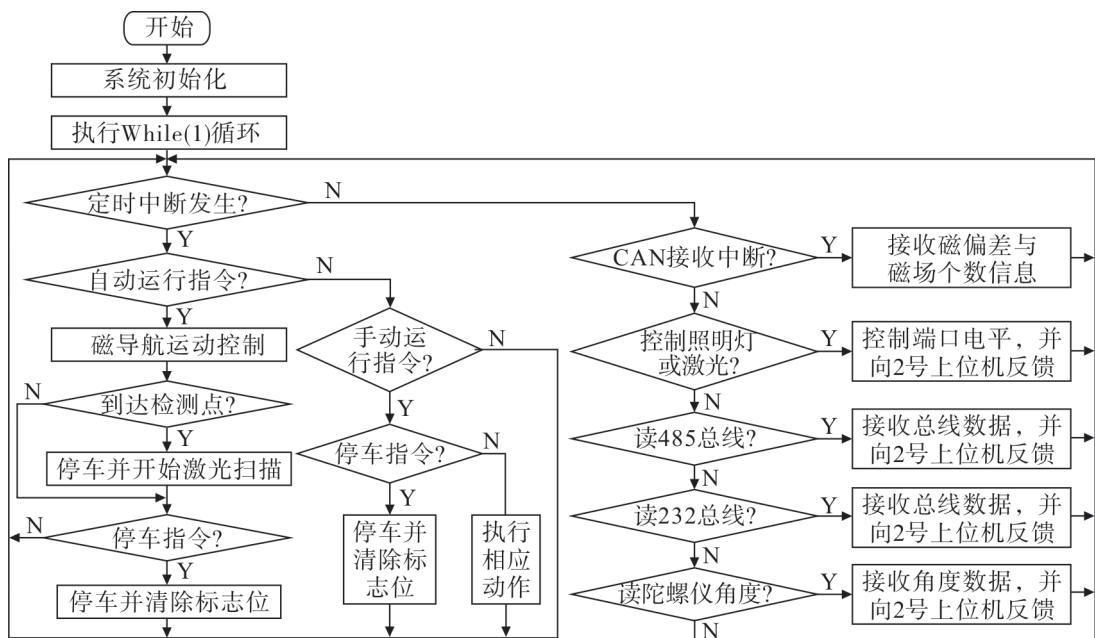 开始
系统初始化
执行While(1)循环
定时中断发生?
N
Y
自动运行指令?
N
Y
磁导航运动控制
到达检测点?
N
Y
停车并开始激光扫描
停车指令?
N
Y
停车并清除标志位
手动运
行指令?
N
Y
停车指令?
N
Y
停车并
清除标
志位
执行
相应
动作
CAN接收中断?
Y
N
接收磁偏差与
磁场个数信息
控制照明灯
或激光?
Y
N
控制端口电平，并
向2号上位机反馈
读485总线?
Y
N
接收总线数据，并
向2号上位机反馈
读232总线?
Y
N
接收总线数据，并
向2号上位机反馈
读陀螺仪角度?
Y
N
接收角度数据，并
向2号上位机反馈